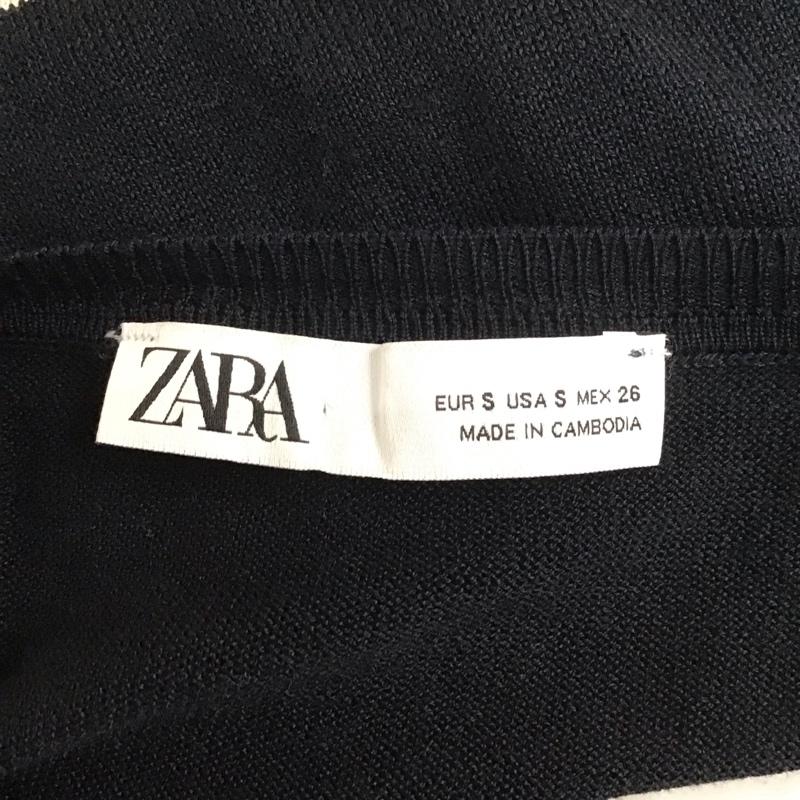 ZARA
EUR S USA S MEX 26
MADE IN CAMBODIA